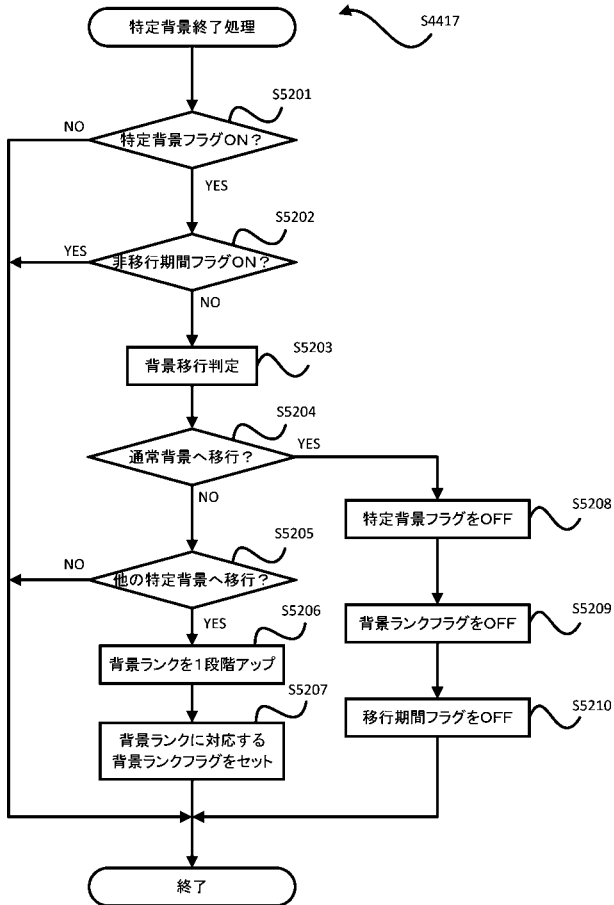 特定背景終了処理
S4417
S5201
NO
特定背景フラグON?
YES
S5202
YES
非移行期間フラグON?
NO
S5203
背景移行判定
S5204
YES
通常背景へ移行?
NO
S5208
特定背景フラグをOFF
S5205
NO
他の特定背景へ移行?
YES
S5206
背景ランクを1段階アップ
S5209
背景ランクフラグをOFF
S5207
背景ランクに対応する
背景ランクフラグをセット
S5210
移行期間フラグをOFF
終了